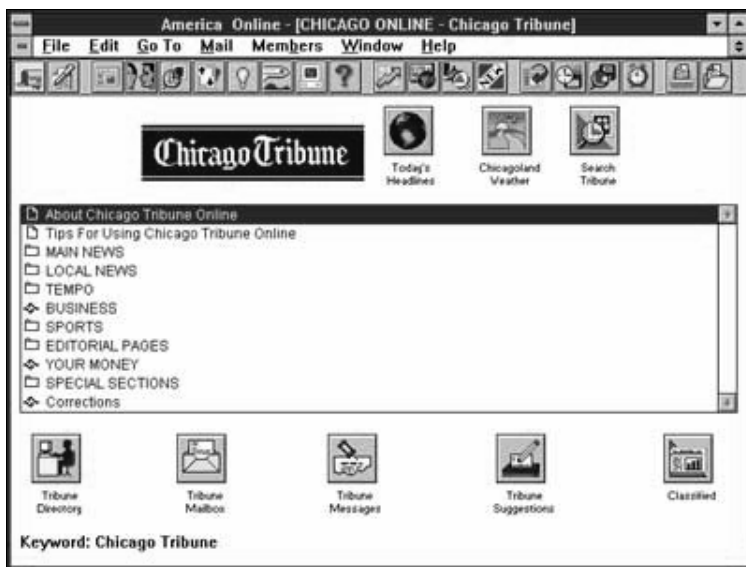 America Online - [CHICAGO ONLINE - Chicago Tribune]
File Edit Go To Mail Members Window Help
Chicago Tribune
Today's
Headlines
Chicagoland
Weather
Search
Tribune
About Chicago Tribune Online
Tips For Using Chicago Tribune Online
MAIN NEWS
LOCAL NEWS
TEMPO
BUSINESS
SPORTS
EDITORIAL PAGES
YOUR MONEY
SPECIAL SECTIONS
Corrections
Tribune
Directory
Tribune
Mailbox
Tribune
Messages
Tribune
Suggestions
Classified
Keyword: Chicago Tribune